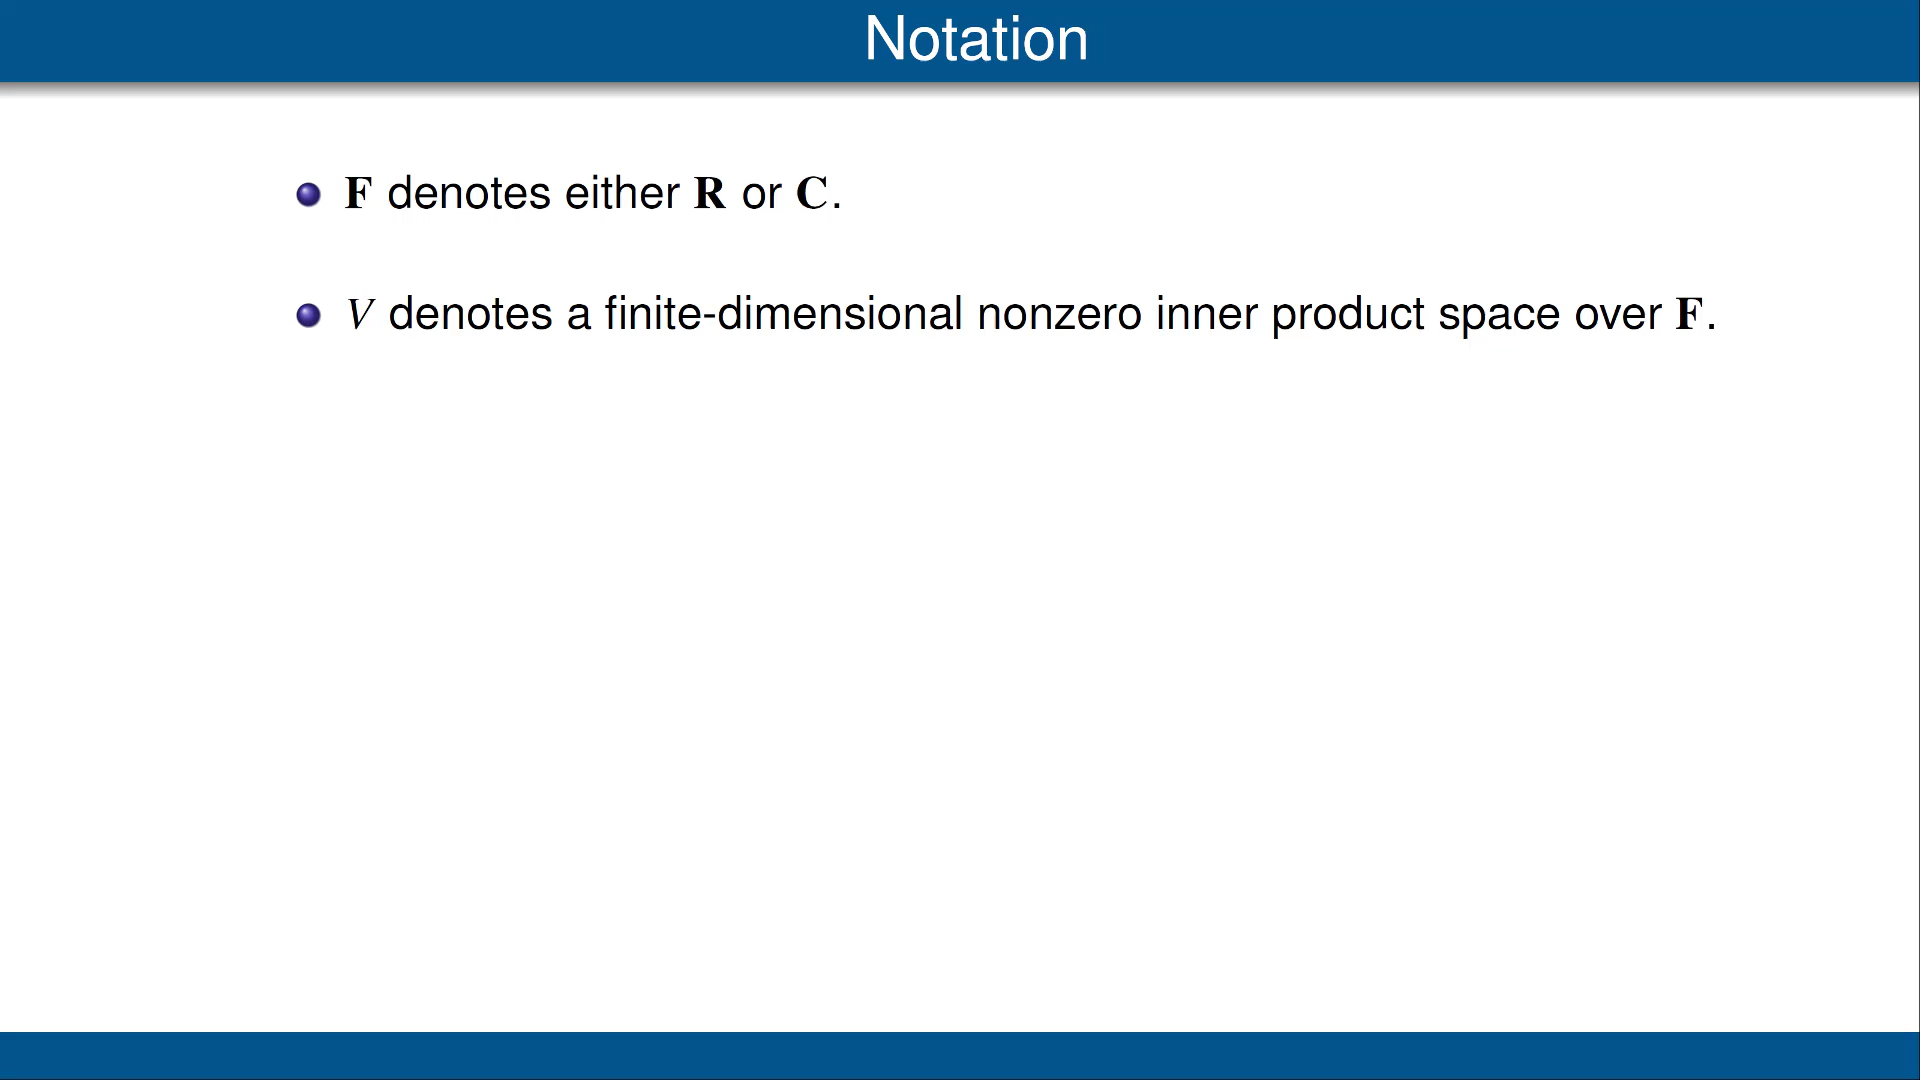 Notation
F denotes either R or C.
V denotes a finite-dimensional nonzero inner product space over F.